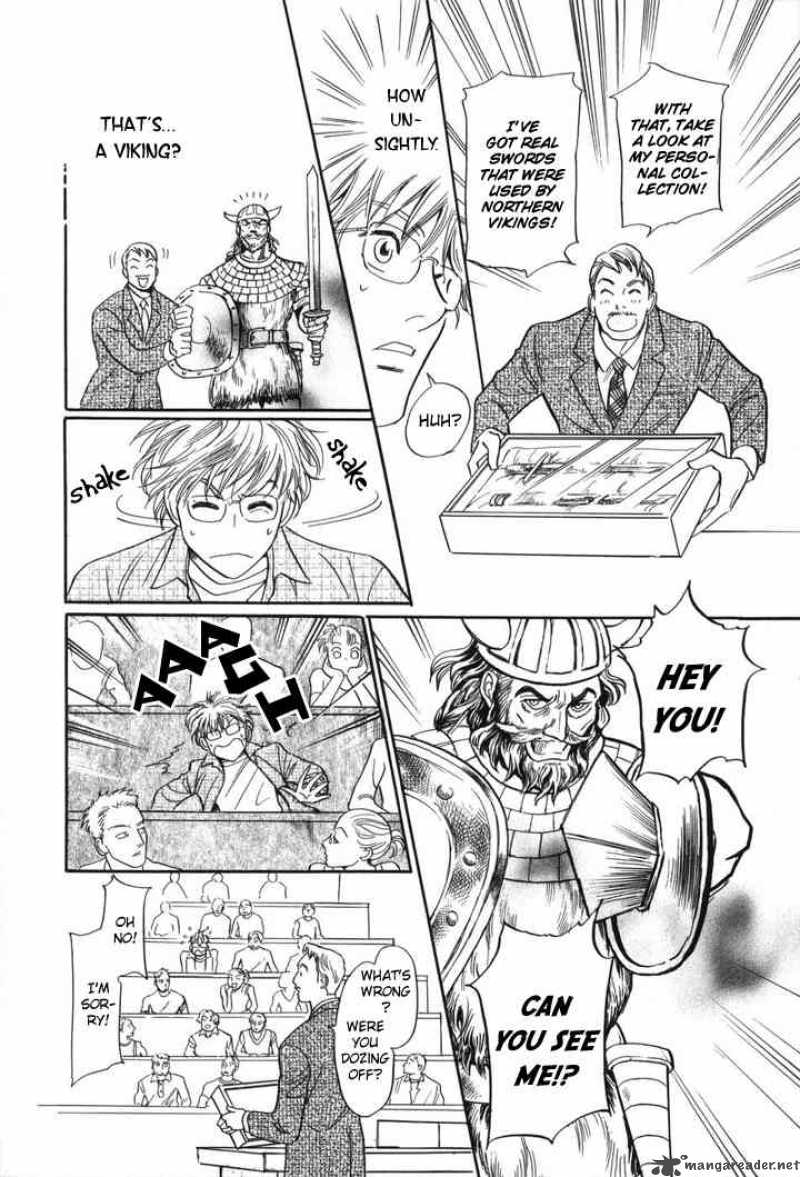 WITH
THAT, TAKE
A LOOK AT
MY PERSO-
NAL COL-
LECTION!
I'VE
GOT REAL
SWORDS
THAT WERE
USED BY
NORTHERN
VIKINGS!
HOW
UN-
SIGHTLY.
HUH?
THAT'S...
A VIKING?
shake
shake
HEY
YOU!
CAN
YOU SEE
ME!?
AAAGH
WHAT'S
WRONG
?
WERE
YOU
DOZING
OFF?
OH
NO!
I'M
SOR-
RY!
mangareader.net